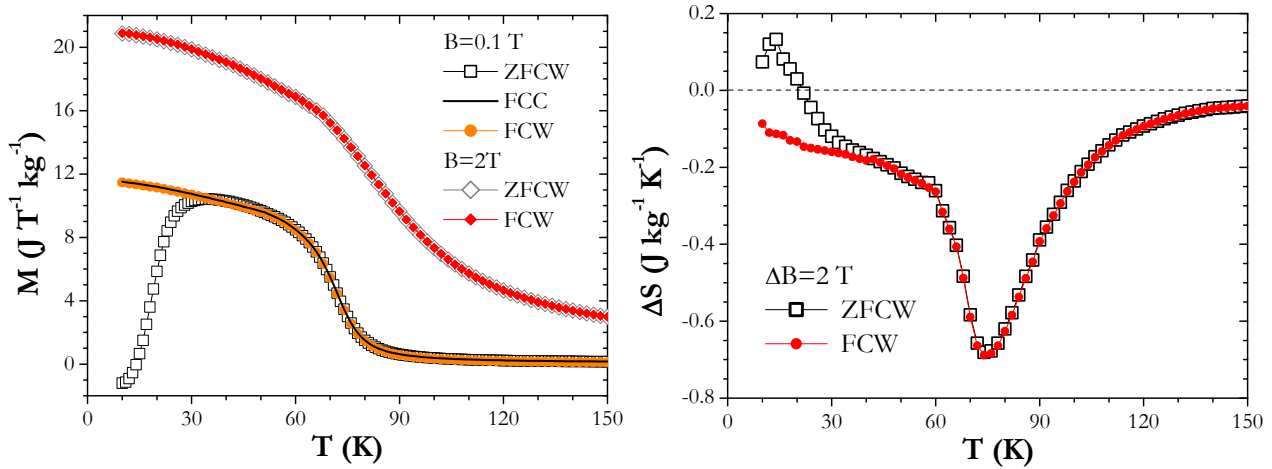 M (J T⁻¹ kg⁻¹)
20
16
12
8
4
0
0
30
60
90
120
150
T (K)
B=0.1 T
ZFCW
FCC
FCW
B=2T
ZFCW
FCW
ΔS (J kg⁻¹ K⁻¹)
0.2
0.0
-0.2
-0.4
-0.6
-0.8
0
30
60
90
120
150
T (K)
ΔB=2 T
ZFCW
FCW